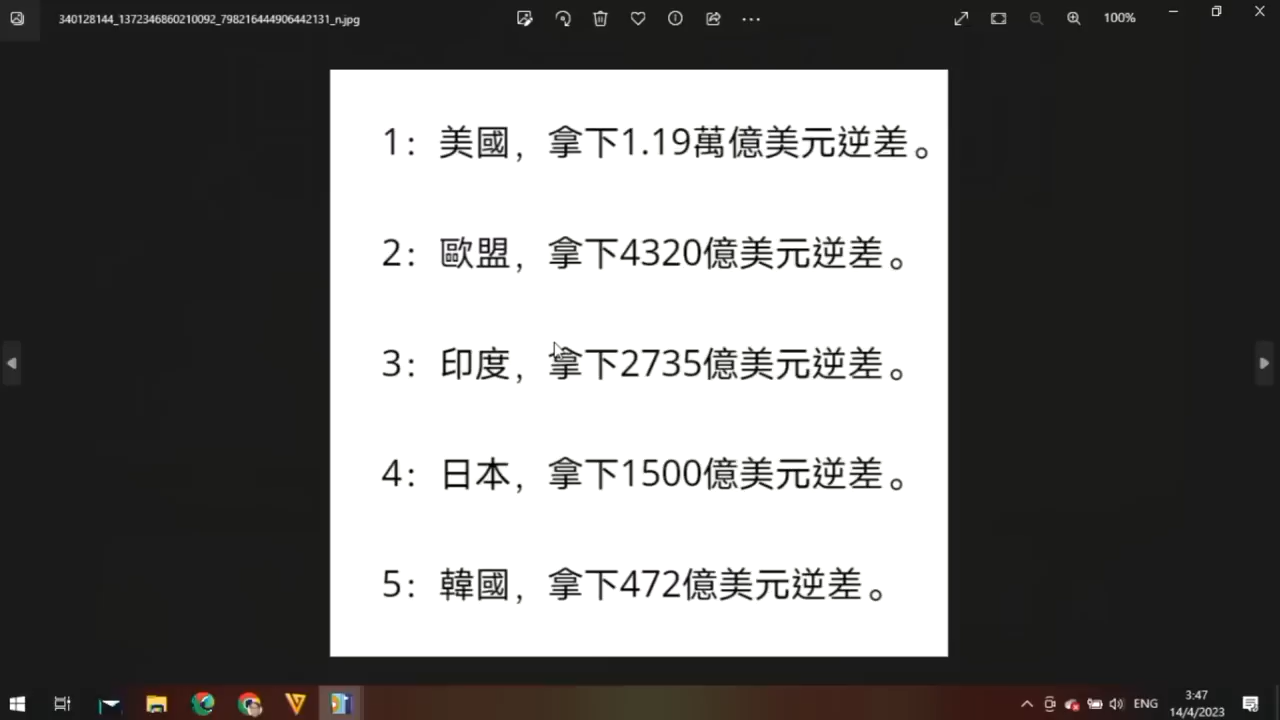 340128144_1372346860210092_798216444906442131_n.jpg
100%
1：美國，拿下1.19萬億美元逆差。
2：歐盟，拿下4320億美元逆差。
3：印度，拿下2735億美元逆差。
4：日本，拿下1500億美元逆差。
5：韓國，拿下472億美元逆差。
ENG
3:47
14/4/2023